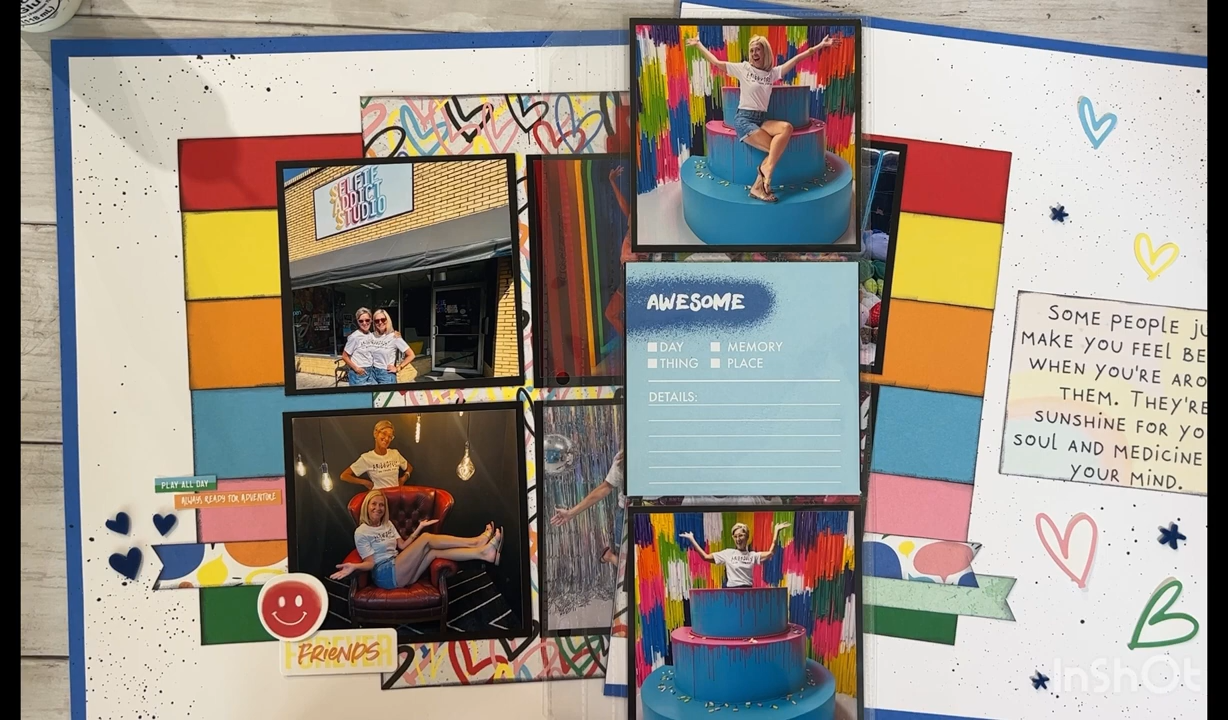 SELFIE
ADDICT
STUDIO
AWESOME
DAY
MEMORY
THING
PLACE
DETAILS:
SOME PEOPLE JU
MAKE YOU FEEL BE
WHEN YOU'RE ARO
THEM. THEY'RE
SUNSHINE FOR YO
SOUL AND MEDICINE
YOUR MIND.
PLAY ALL DAY
ALWAYS READY FOR ADVENTURE
FOREVER
FRIENDS
B
InShOt